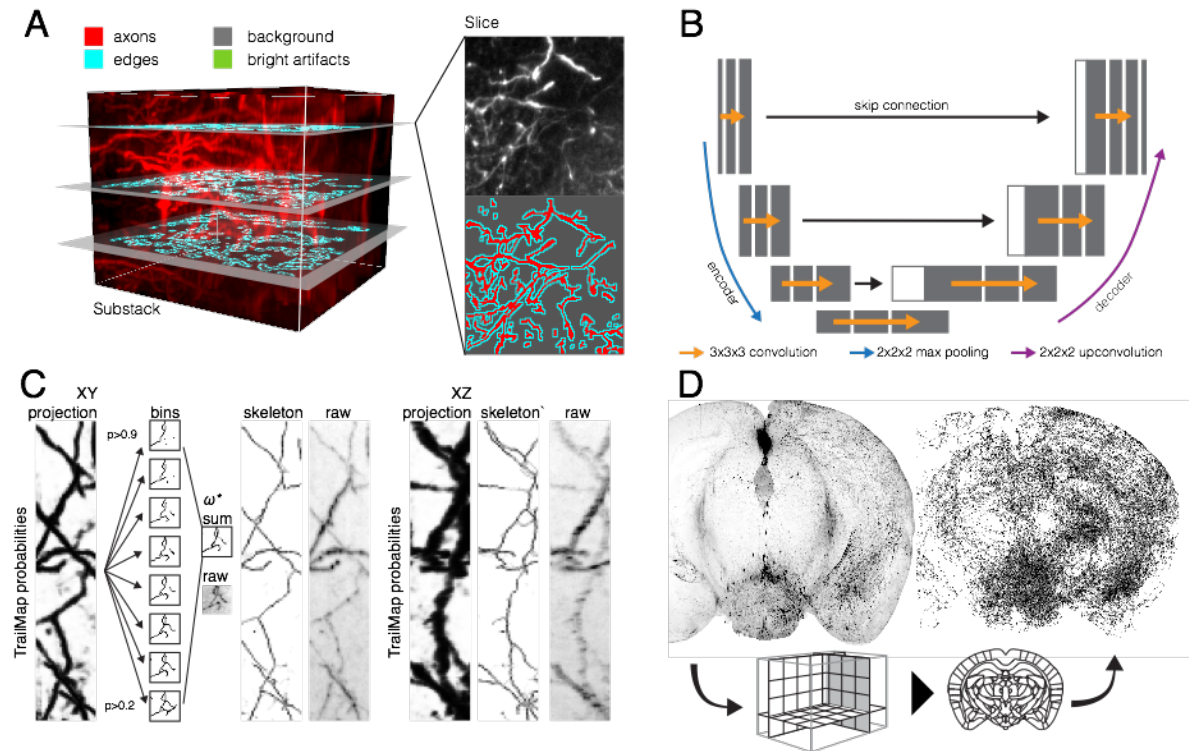 A
axons
edges
background
bright artifacts
Slice
Substack
B
skip connection
encoder
decoder
3x3x3 convolution
2x2x2 max pooling
2x2x2 upconvolution
C
XY
projection
bins
skeleton
raw
TrailMap probabilities
p>0.9
p>0.2
ω*
sum
raw
XZ
projection
skeleton`
raw
TrailMap probabilities
D